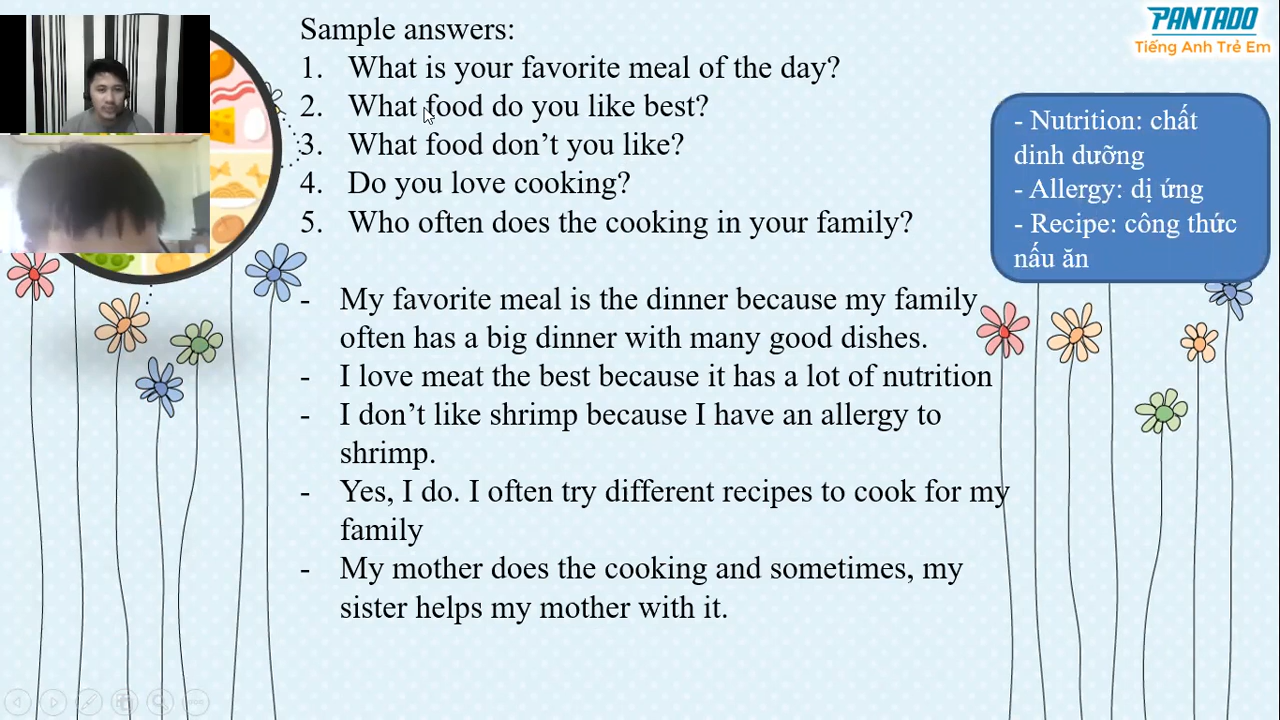 Sample answers:
1. What is your favorite meal of the day?
2. What food do you like best?
3. What food don’t you like?
4. Do you love cooking?
5. Who often does the cooking in your family?
- My favorite meal is the dinner because my family
often has a big dinner with many good dishes.
- I love meat the best because it has a lot of nutrition
- I don’t like shrimp because I have an allergy to
shrimp.
- Yes, I do. I often try different recipes to cook for my
family
- My mother does the cooking and sometimes, my
sister helps my mother with it.
PANTADO
Tiếng Anh Trẻ Em
- Nutrition: chất
dinh dưỡng
- Allergy: dị ứng
- Recipe: công thức
nấu ăn